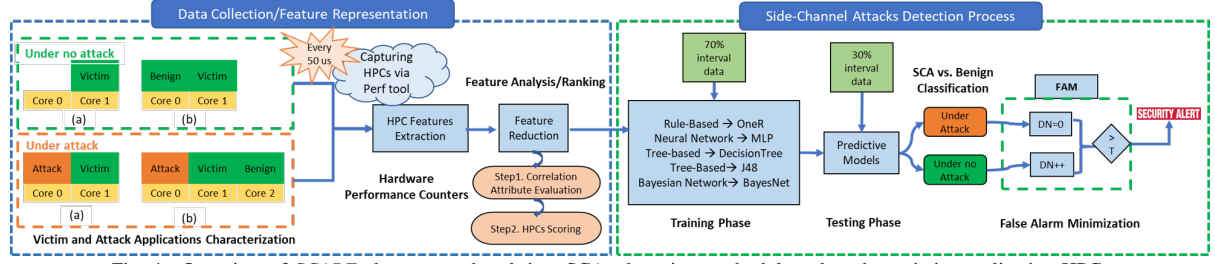 Data Collection/Feature Representation
Side-Channel Attacks Detection Process
Under no attack
Victim
Core 0 Core 1
(a)
Benign Victim
Core 0 Core 1
(b)
Under attack
Attack Victim
Core 0 Core 1
(a)
Attack Victim Benign
Core 0 Core 1 Core 2
(b)
Victim and Attack Applications Characterization
Every
50 us
Capturing
HPCs via
Perf tool
HPC Features
Extraction
Hardware
Performance Counters
Feature Analysis/Ranking
Feature
Reduction
Step1. Correlation
Attribute Evaluation
Step2. HPCs Scoring
70%
interval
data
Rule-Based→ OneR
Neural Network→ MLP
Tree-based → DecisionTree
Tree-Based→ J48
Bayesian Network→ BayesNet
Training Phase
30%
interval
data
Predictive
Models
Testing Phase
SCA vs. Benign
Classification
Under
Attack
Under no
Attack
FAM
DN=0
DN++
>
T
SECURITY ALERT
False Alarm Minimization